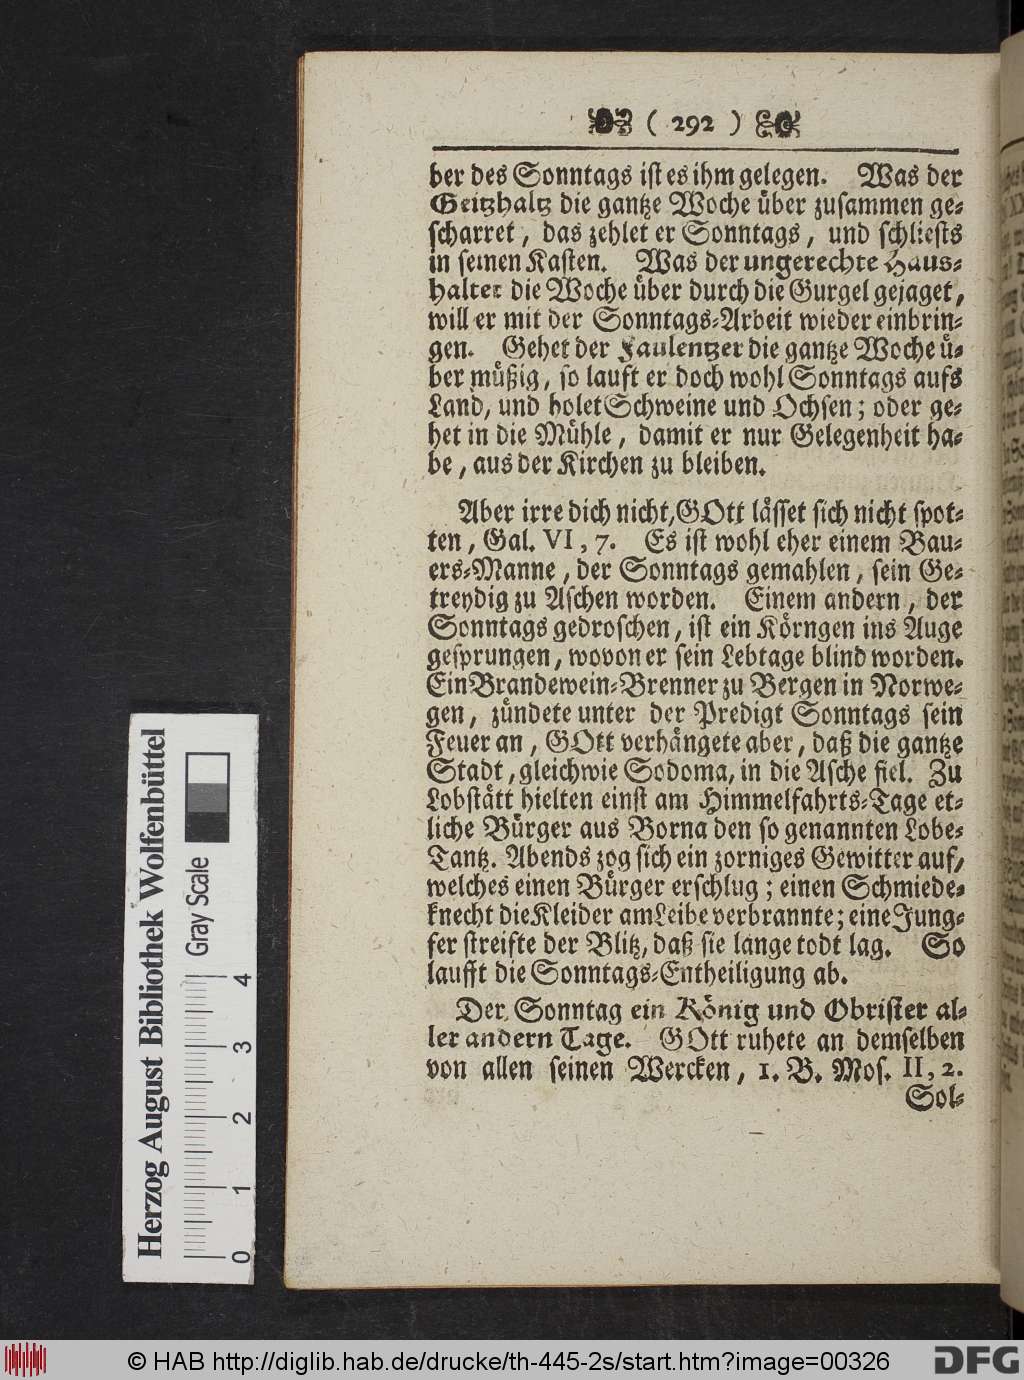 ( 292 )
ber des Sonntags ist es ihm gelegen. Was der
Geitzhaltz die gantze Woche über zusammen ge-
scharret, das zehlet er Sonntags, und schliests
in seinen Kasten. Was der ungerechte Haus-
halter die Woche über durch die Gurgel gejaget,
will er mit der Sonntags-Arbeit wieder einbrin-
gen. Gehet der Faulentzer die gantze Woche ü-
ber müßig, so lauft er doch wohl Sonntags aufs
Land, und holet Schweine und Ochsen; oder ge-
het in die Mühle, damit er nur Gelegenheit ha-
be, aus der Kirchen zu bleiben.
Aber irre dich nicht, GOtt lässet sich nicht spot-
ten, Gal. VI, 7. Es ist wohl eher einem Bau-
ers-Manne, der Sonntags gemahlen, sein Ge-
treydig zu Aschen worden. Einem andern, der
Sonntags gedroschen, ist ein Körngen ins Auge
gesprungen, wovon er sein Lebtage blind worden.
Ein Brandewein-Brenner zu Bergen in Norwe-
gen, zündete unter der Predigt Sonntags sein
Feuer an, GOtt verhängete aber, daß die gantze
Stadt, gleichwie Sodoma, in die Asche fiel. Zu
Lobstätt hielten einst am Himmelfahrts-Tage et-
liche Bürger aus Borna den so genannten Lobe-
Tantz. Abends zog sich ein zorniges Gewitter auf,
welches einen Bürger erschlug; einen Schmiede-
knecht die Kleider am Leibe verbrannte; eine Jung-
fer streifte der Blitz, daß sie lange todt lag. So
laufft die Sonntags-Entheiligung ab.
Der Sonntag ein König und Obrister al-
ler andern Tage. GOtt ruhete an demselben
von allen seinen Wercken, 1. B. Mos. II, 2.
Sol-
Herzog August Bibliothek Wolfenbüttel
Gray Scale
0 1 2 3 4
© HAB http://diglib.hab.de/drucke/th-445-2s/start.htm?image=00326
DFG